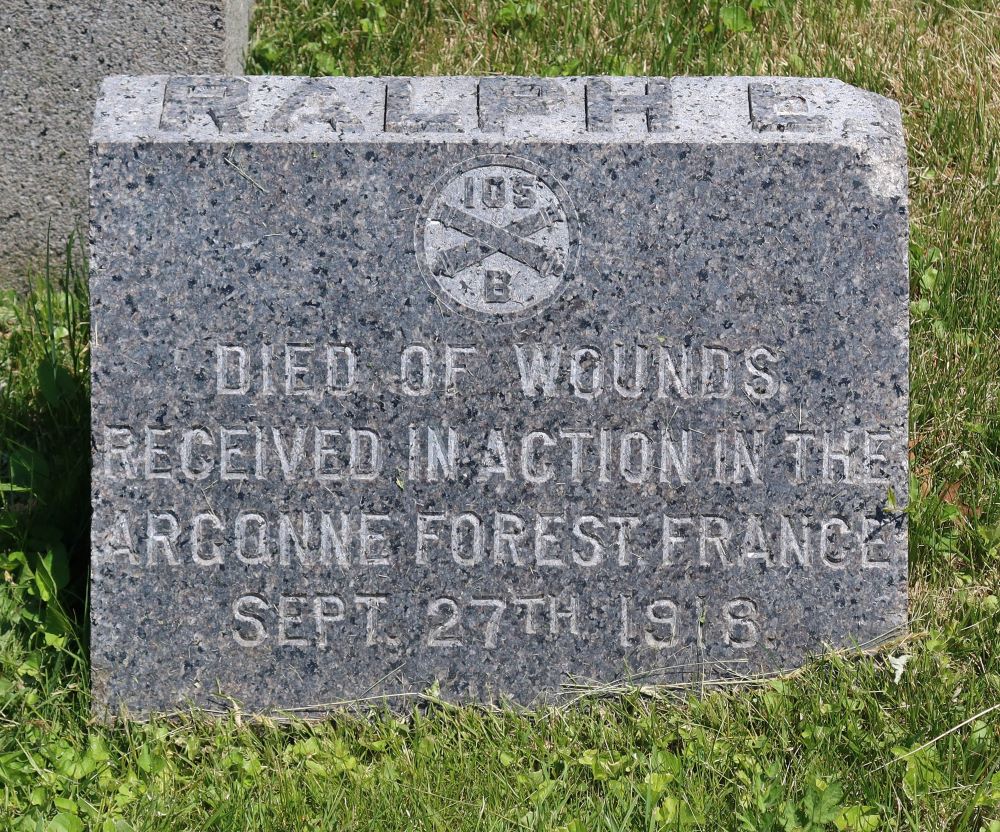 RALPH E.
105
B
DIED OF WOUNDS
RECEIVED IN ACTION IN THE
ARGONNE FOREST, FRANCE
SEPT. 27TH 1918